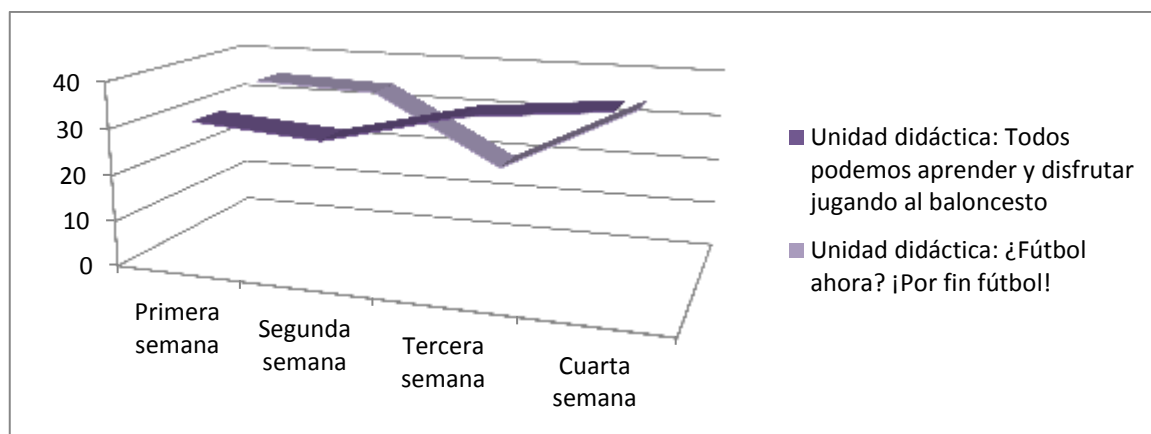 40
30
20
10
0
Primera
semana
Segunda
semana
Tercera
semana
Cuarta
semana
Unidad didáctica: Todos
podemos aprender y disfrutar
jugando al baloncesto
Unidad didáctica: ¿Fútbol
ahora? ¡Por fin fútbol!